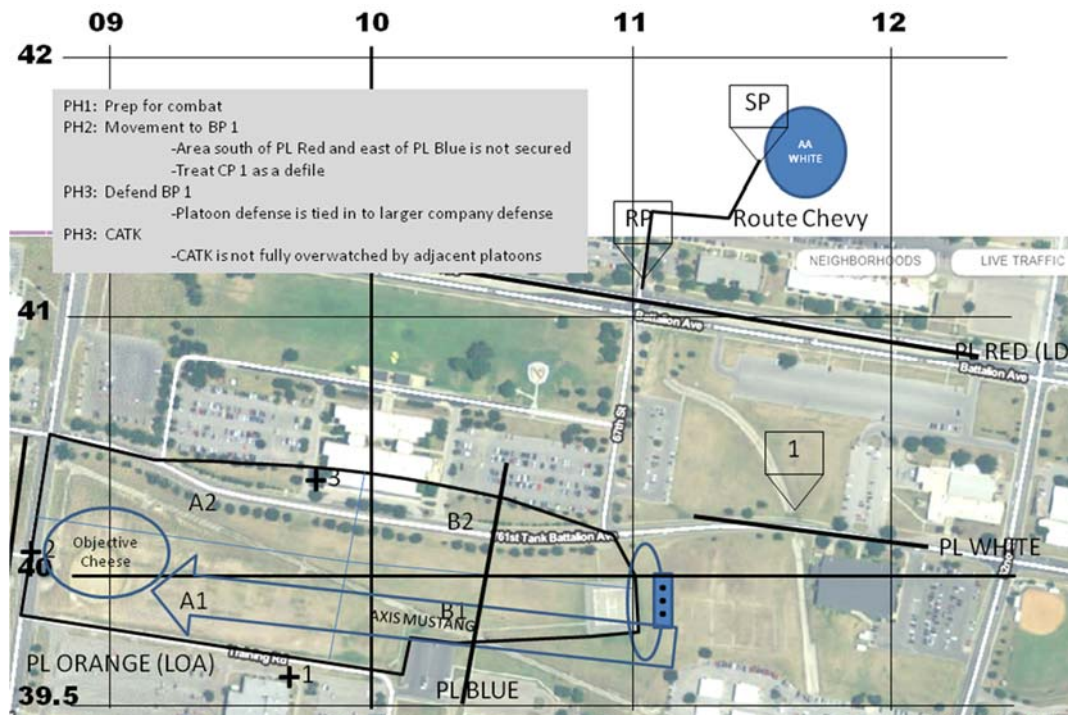 09 10 11 12
42
PH1: Prep for combat
PH2: Movement to BP 1
-Area south of PL Red and east of PL Blue is not secured
-Treat CP 1 as a defile
PH3: Defend BP 1
-Platoon defense is tied in to larger company defense
PH3: CATK
-CATK is not fully overwatched by adjacent platoons
SP
AA
WHITE
RP
Route Chevy
NEIGHBORHOODS
LIVE TRAFFIC
41
Battalion Ave
PL RED (LD
Battalion Ave
67th St
1
3
A2
B2
761st Tank Battalion Ave
PL WHITE
2
Objective
Cheese
40
A1
B1
AXIS MUSTANG
PL ORANGE (LOA)
Training Rd
1
PL BLUE
39.5